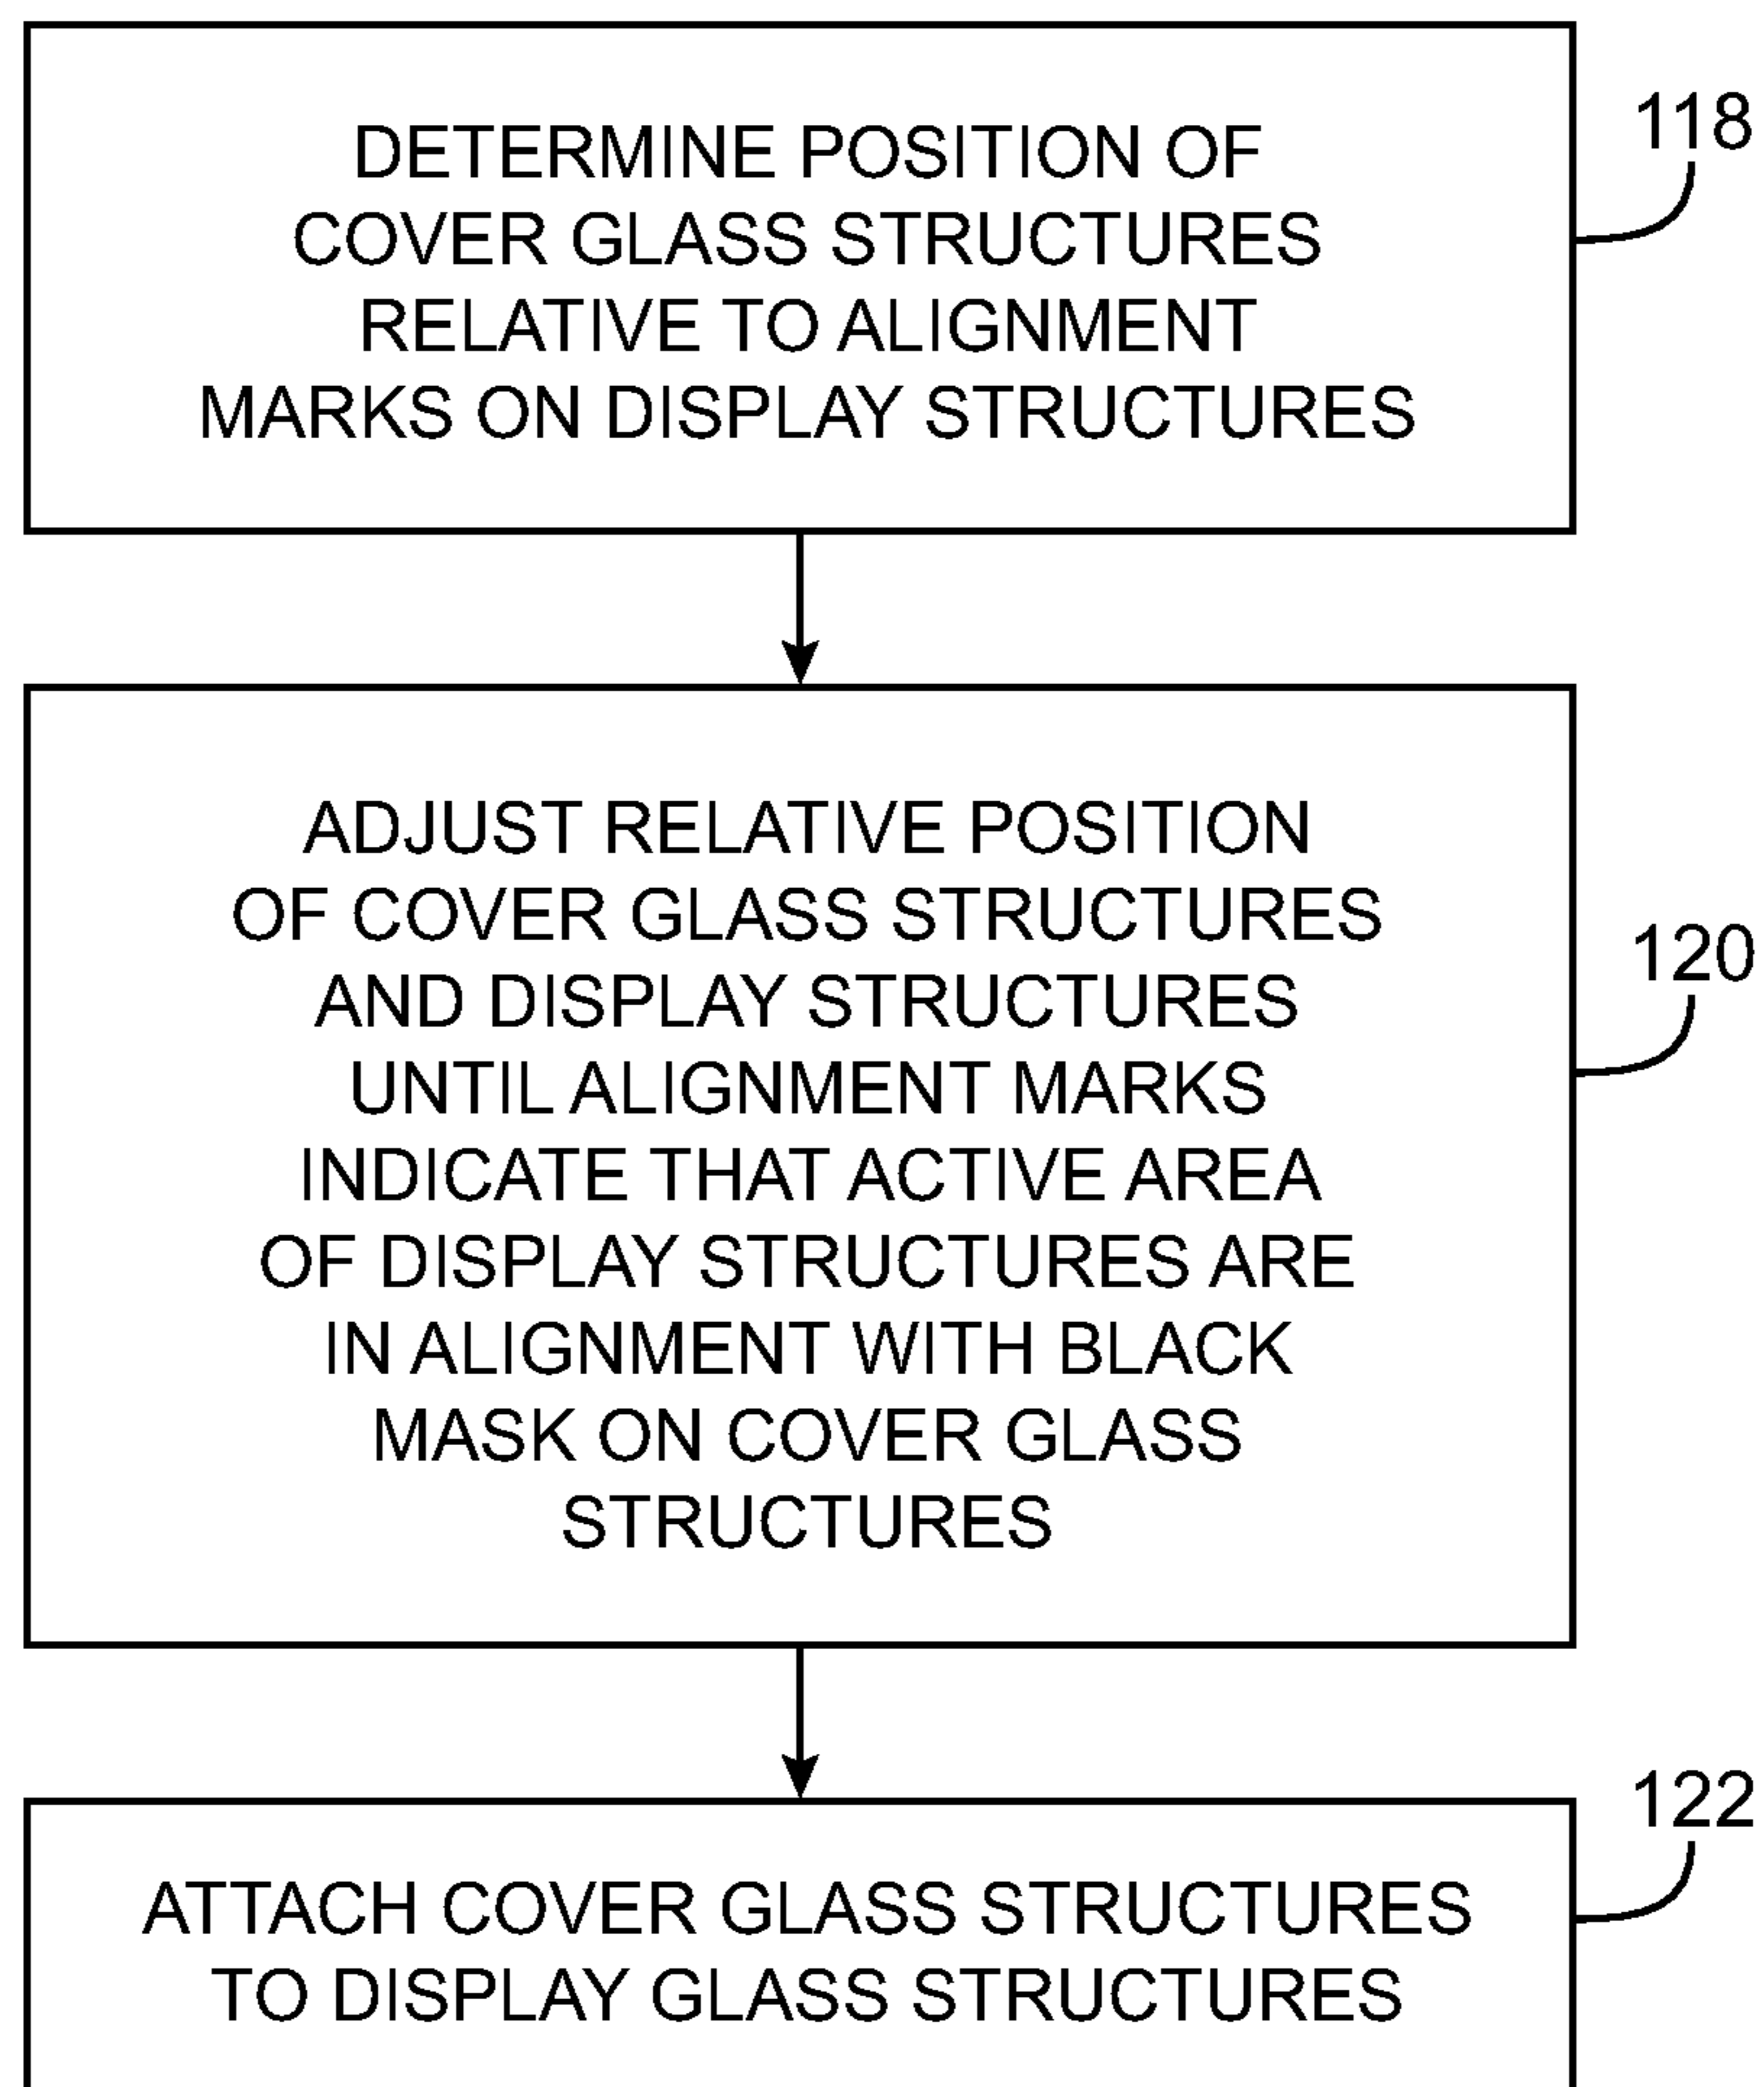 DETERMINE POSITION OF
COVER GLASS STRUCTURES
RELATIVE TO ALIGNMENT
MARKS ON DISPLAY STRUCTURES
118
ADJUST RELATIVE POSITION
OF COVER GLASS STRUCTURES
AND DISPLAY STRUCTURES
UNTIL ALIGNMENT MARKS
INDICATE THAT ACTIVE AREA
OF DISPLAY STRUCTURES ARE
IN ALIGNMENT WITH BLACK
MASK ON COVER GLASS
STRUCTURES
120
ATTACH COVER GLASS STRUCTURES
TO DISPLAY GLASS STRUCTURES
122